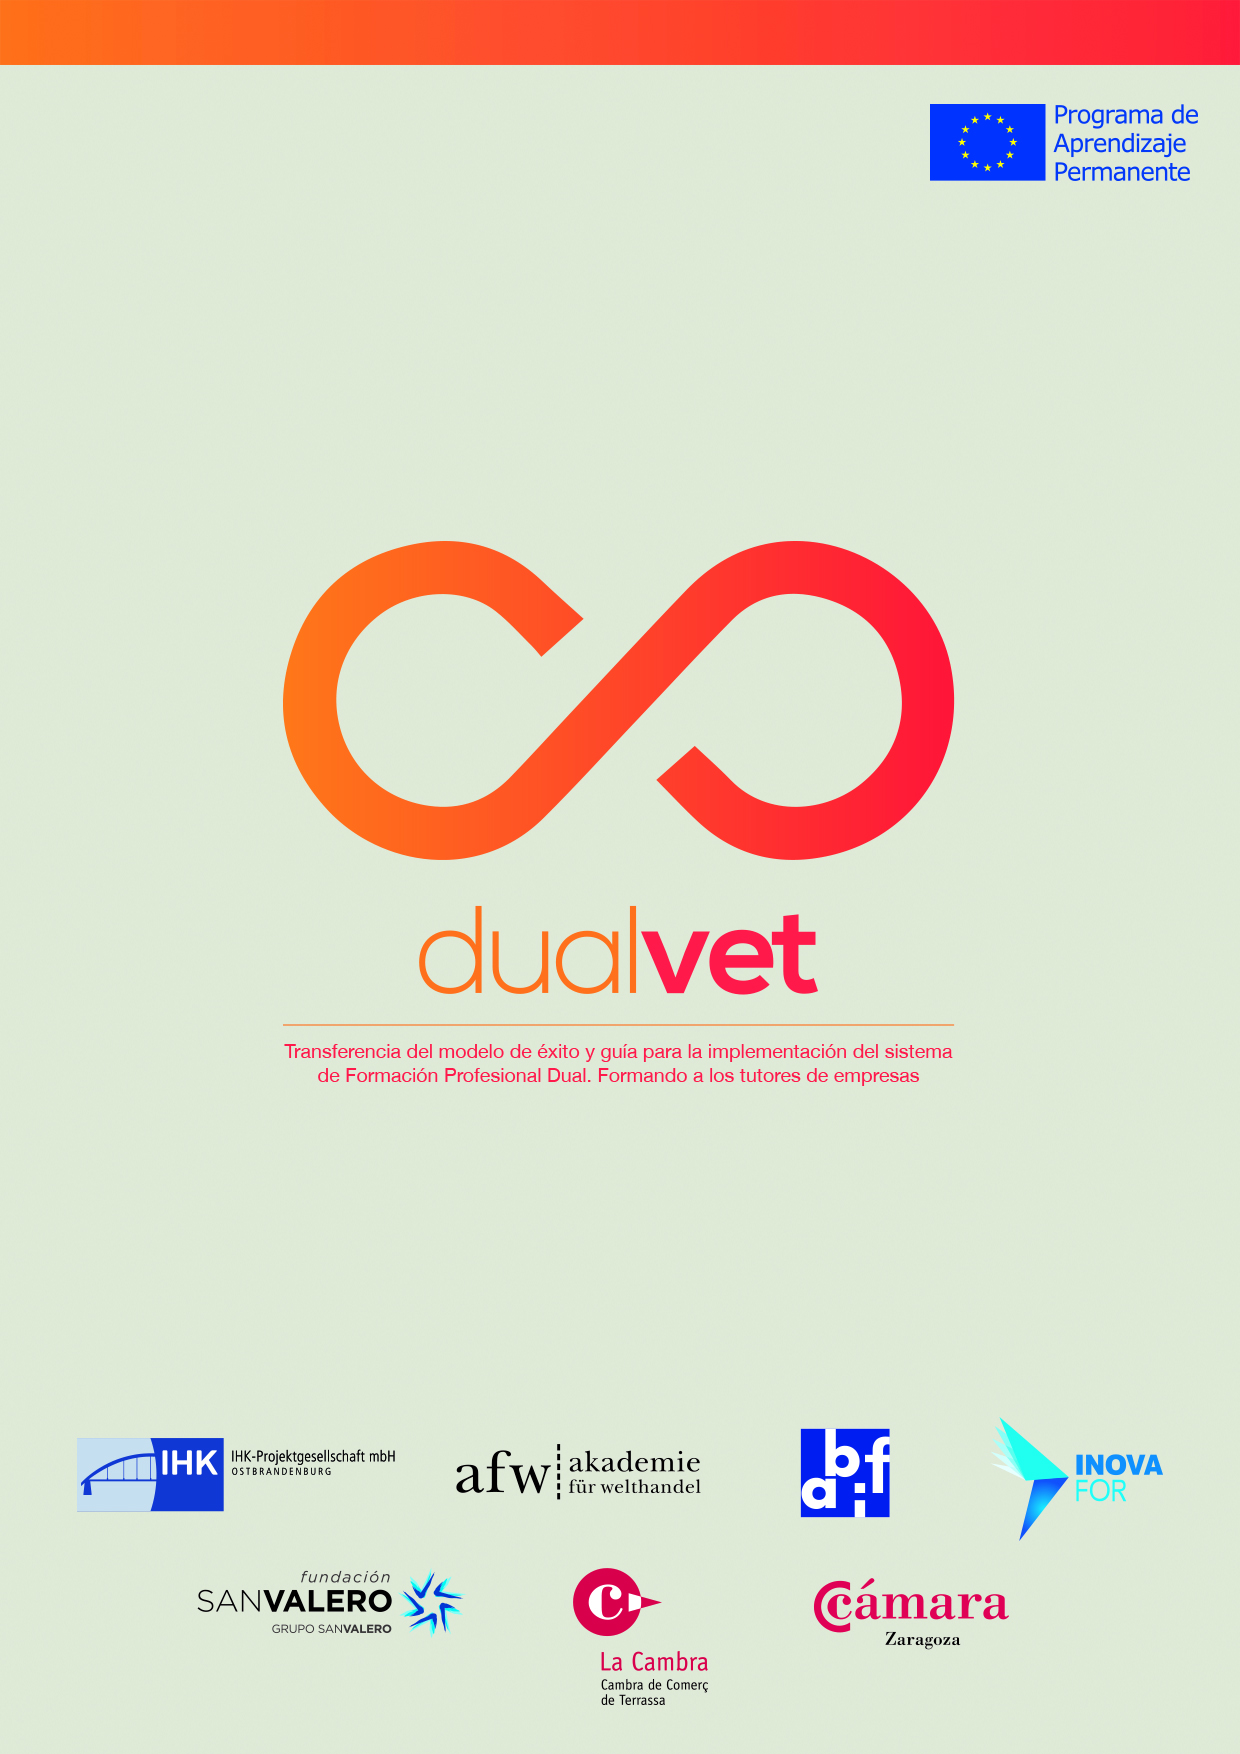 Programa de
Aprendizaje
Permanente
dualvet
Transferencia del modelo de éxito y guía para la implementación del sistema
de Formación Profesional Dual. Formando a los tutores de empresas
IHK
IHK-Projektgesellschaft mbH
OSTBRANDENBURG
afw
akademie
für welthandel
abif
INOVA
FOR
fundación
SANVALERO
GRUPO SANVALERO
C
La Cambra
Cambra de Comerç
de Terrassa
Cámara
Zaragoza